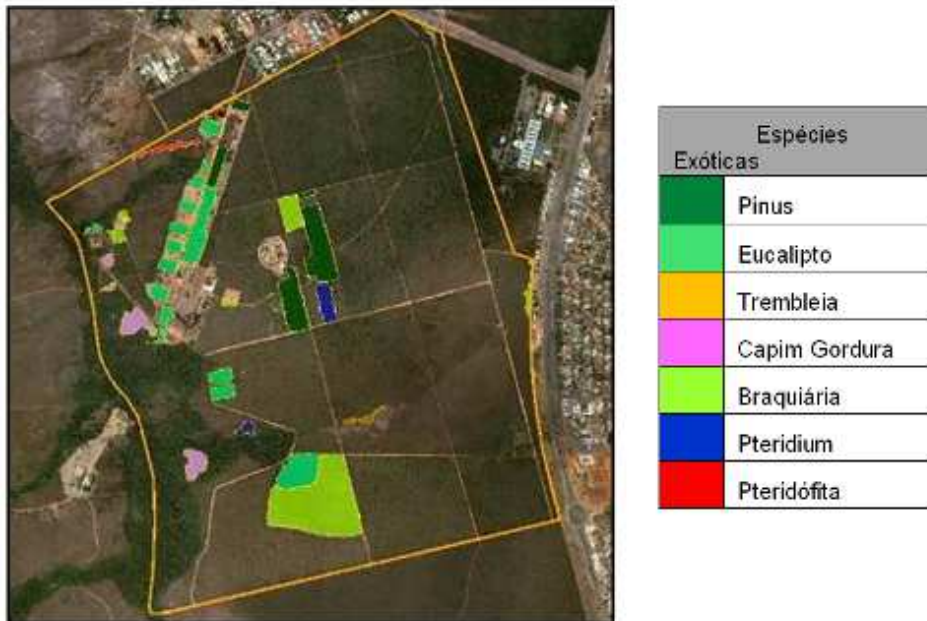 Espécies
Exóticas
Pinus
Eucalipto
Trembleia
Capim Gordura
Braquiária
Pteridium
Pteridófita